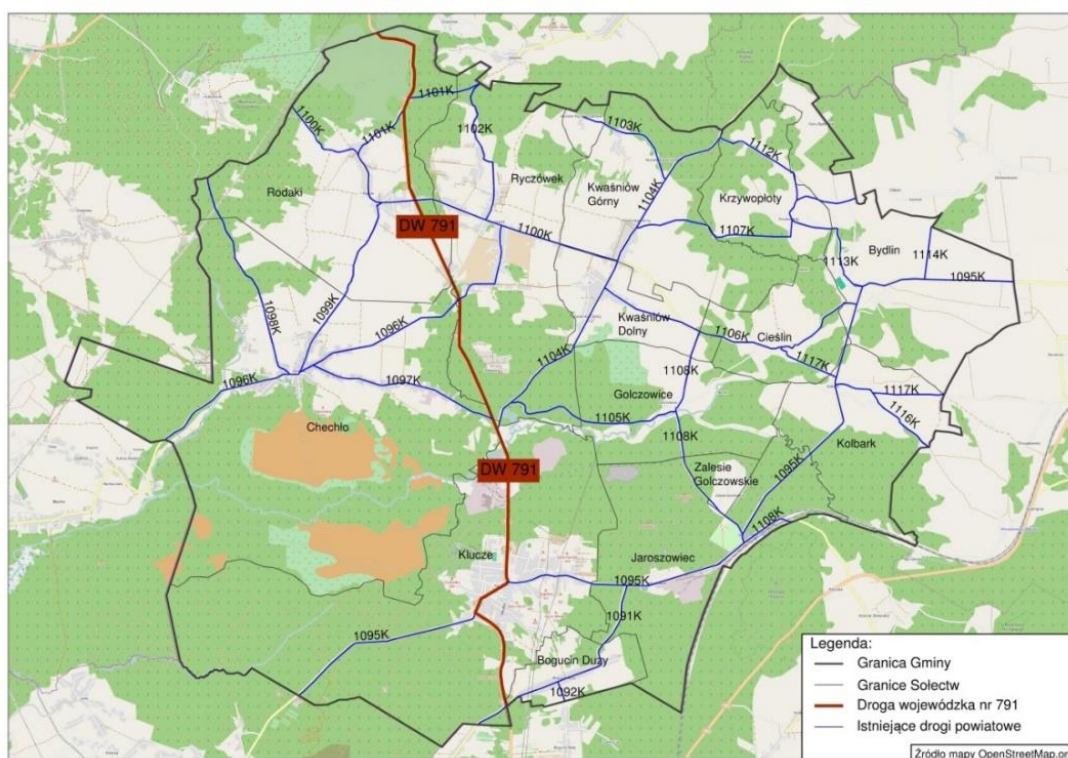 1101K
1100K
1101K
1102K
1103K
1112K
Rodaki
Ryczówek
Kwaśniów
Górny
1104K
Krzywopłoty
DW 791
1100K
1107K
Bydlin
1113K
1114K
1095K
1098K
1099K
1096K
Kwaśniów
Dolny
1106K
Cieślin
1104K
1108K
1117K
1096K
1097K
Golczowice
1117K
1116K
Chechło
1105K
1108K
Kolbark
DW 791
Zalesie
Golczowskie
1095K
1108K
Klucze
Jaroszowiec
1095K
1091K
1095K
Bogucin Duży
1092K
Legenda:
Granica Gminy
Granice Sołectw
Droga wojewódzka nr 791
Istniejące drogi powiatowe
Źródło mapy OpenStreetMap.or